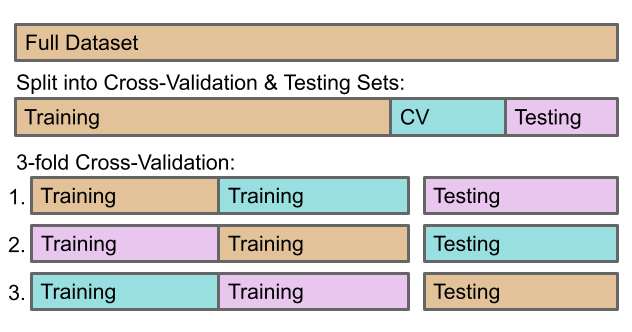 Full Dataset
Split into Cross-Validation & Testing Sets:
Training CV Testing
3-fold Cross-Validation:
1. Training Training Testing
2. Training Training Testing
3. Training Training Testing